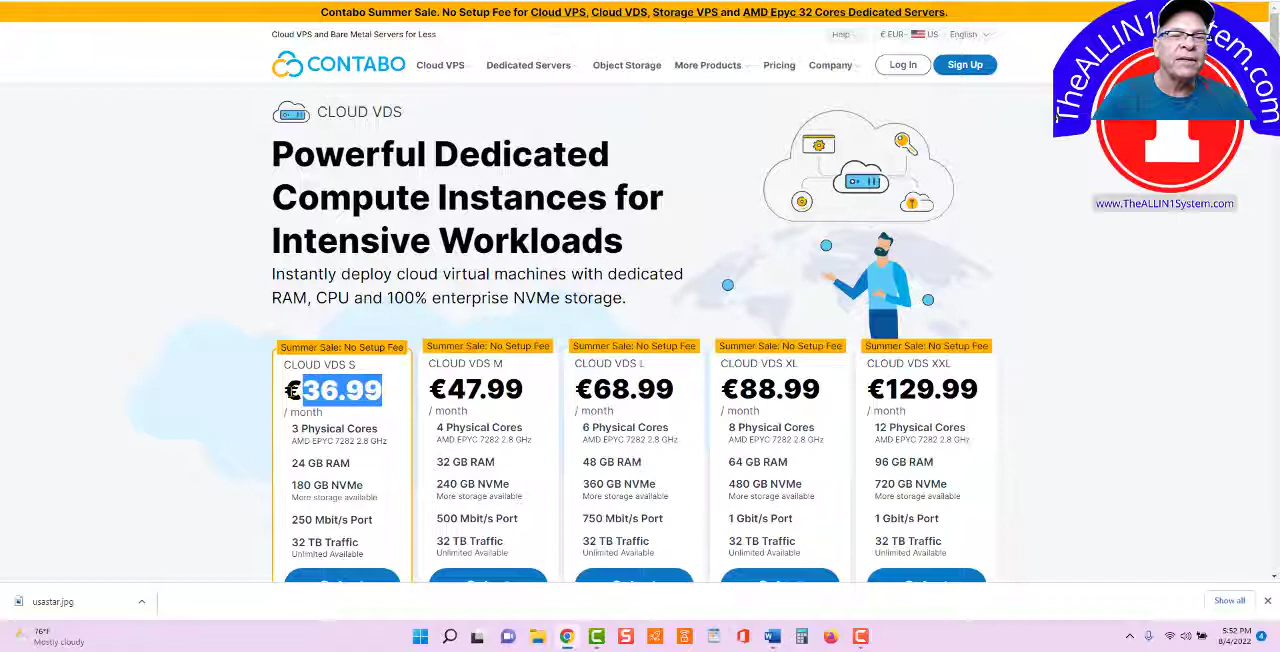 Contabo Summer Sale. No Setup Fee for Cloud VPS, Cloud VDS, Storage VPS and AMD Epyc 32 Cores Dedicated Servers.
Cloud VPS and Bare Metal Servers for Less
Help
€ EUR
US
English
CONTABO
Cloud VPS
Dedicated Servers
Object Storage
More Products
Pricing
Company
Log In
Sign Up
TheALLIN1System.com
1
www.TheALLIN1System.com
CLOUD VDS
Powerful Dedicated
Compute Instances for
Intensive Workloads
Instantly deploy cloud virtual machines with dedicated
RAM, CPU and 100% enterprise NVMe storage.
Summer Sale: No Setup Fee
CLOUD VDS S
€36.99
/ month
3 Physical Cores
AMD EPYC 7282 2.8 GHz
24 GB RAM
180 GB NVMe
More storage available
250 Mbit/s Port
32 TB Traffic
Unlimited Available
Summer Sale: No Setup Fee
CLOUD VDS M
€47.99
/ month
4 Physical Cores
AMD EPYC 7282 2.8 GHz
32 GB RAM
240 GB NVMe
More storage available
500 Mbit/s Port
32 TB Traffic
Unlimited Available
Summer Sale: No Setup Fee
CLOUD VDS L
€68.99
/ month
6 Physical Cores
AMD EPYC 7282 2.8 GHz
48 GB RAM
360 GB NVMe
More storage available
750 Mbit/s Port
32 TB Traffic
Unlimited Available
Summer Sale: No Setup Fee
CLOUD VDS XL
€88.99
/ month
8 Physical Cores
AMD EPYC 7282 2.8 GHz
64 GB RAM
480 GB NVMe
More storage available
1 Gbit/s Port
32 TB Traffic
Unlimited Available
Summer Sale: No Setup Fee
CLOUD VDS XXL
€129.99
/ month
12 Physical Cores
AMD EPYC 7282 2.8 GHz
96 GB RAM
720 GB NVMe
More storage available
1 Gbit/s Port
32 TB Traffic
Unlimited Available
usastar.jpg
Show all
76°F
Mostly cloudy
5:52 PM
8/4/2022
4